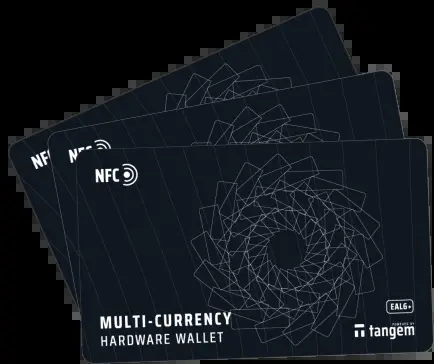 NFC
NFC
NFC
MULTI-CURRENCY
HARDWARE WALLET
EAL6+
POWERED BY
tangem